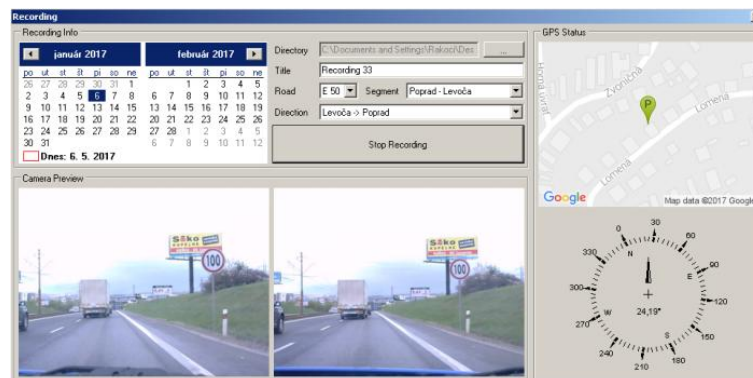 Recording
Recording Info
január 2017
február 2017
po ut st št pi so ne
26 27 28 29 30 31 1
2 3 4 5 6 7 8
9 10 11 12 13 14 15
16 17 18 19 20 21 22
23 24 25 26 27 28 29
30 31
po ut st št pi so ne
1 2 3 4 5
6 7 8 9 10 11 12
13 14 15 16 17 18 19
20 21 22 23 24 25 26
27 28 1 2 3 4 5
6 7 8 9 10 11 12
Dnes: 6. 5. 2017
Directory C:\Documents and Settings\Rakoci\Des ...
Title Recording 33
Road E 50 Segment Poprad - Levoča
Direction Levoča -> Poprad
Stop Recording
Camera Preview
Sčko
100
Sčko
100
GPS Status
Horná úvrať
Zvoničná
Lomená
Lomená
P
Google
Map data ©2017 Google
0 30 60 90 120 150 180 210 240 270 300 330
N E S W
24,19°